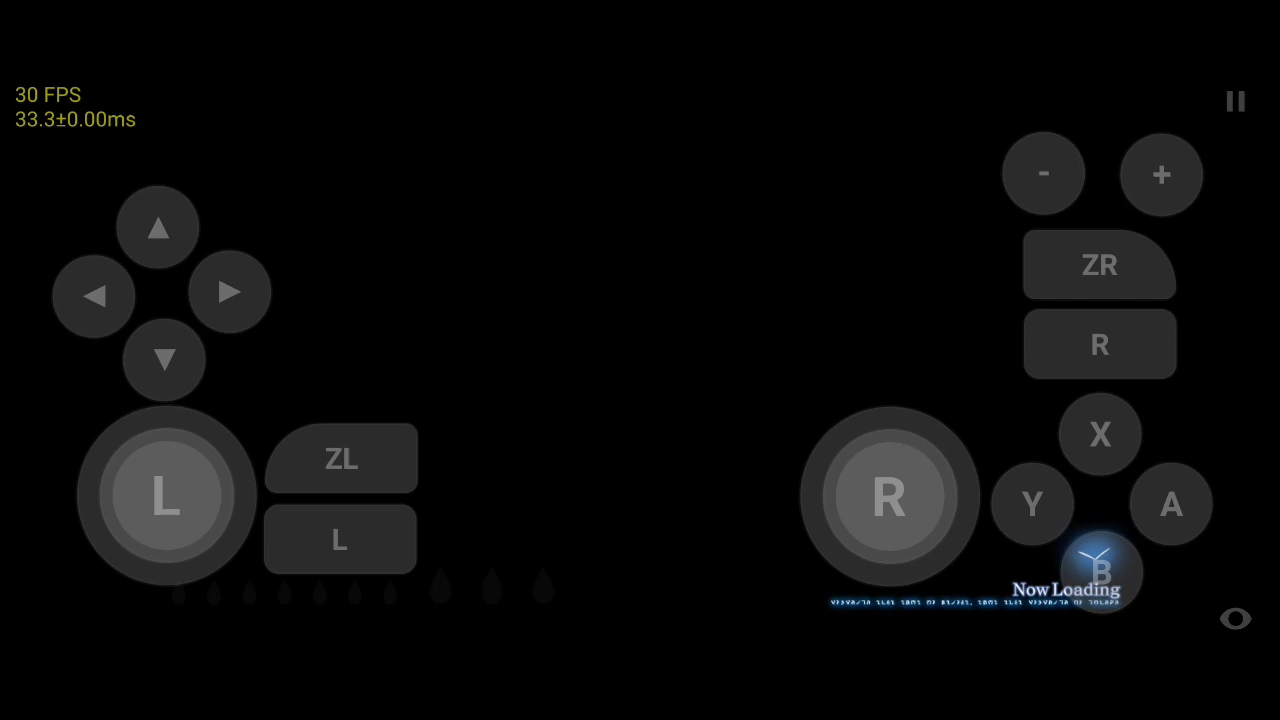 30 FPS
33.3±0.00ms
-
+
ZR
R
X
ZL
L
R
Y
A
L
B
Now Loading